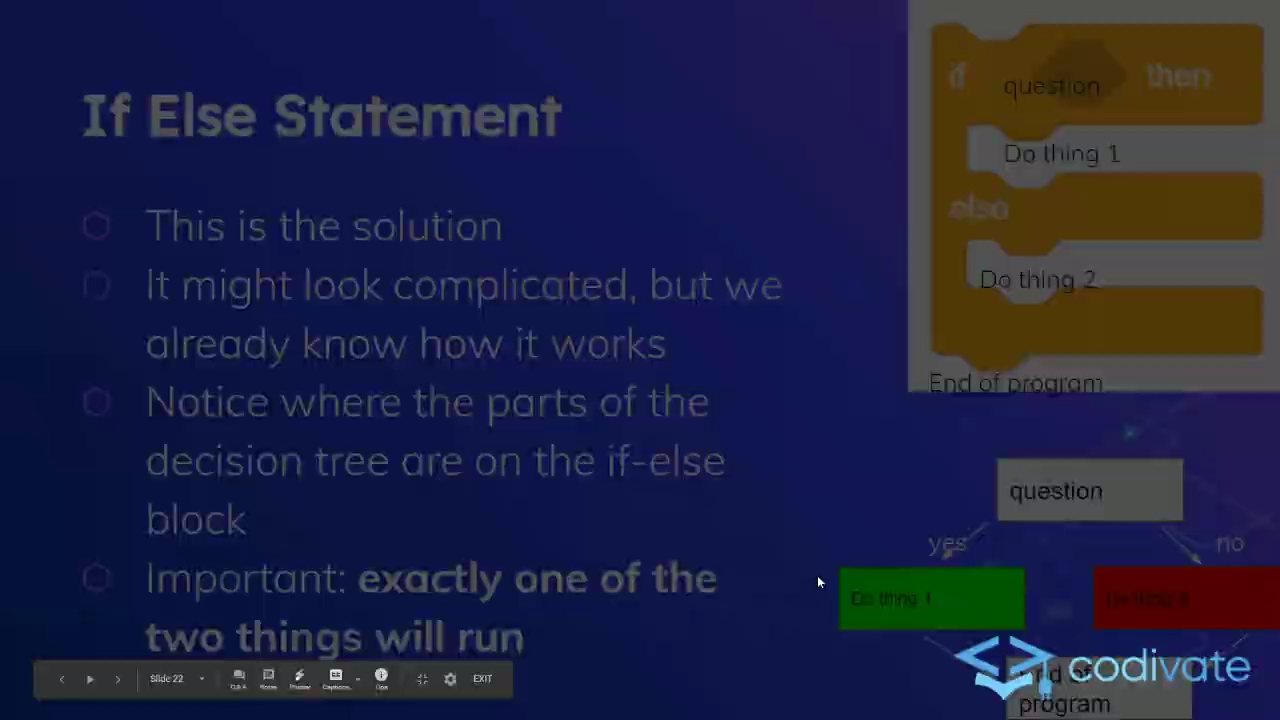 If Else Statement
This is the solution
It might look complicated, but we
already know how it works
Notice where the parts of the
decision tree are on the if-else
block
Important: exactly one of the
two things will run
if question then
Do thing 1
else
Do thing 2
End of program
question
yes no
Do thing 1
end of
program
codivate
Slide 22
Q & A
Captions
EXIT